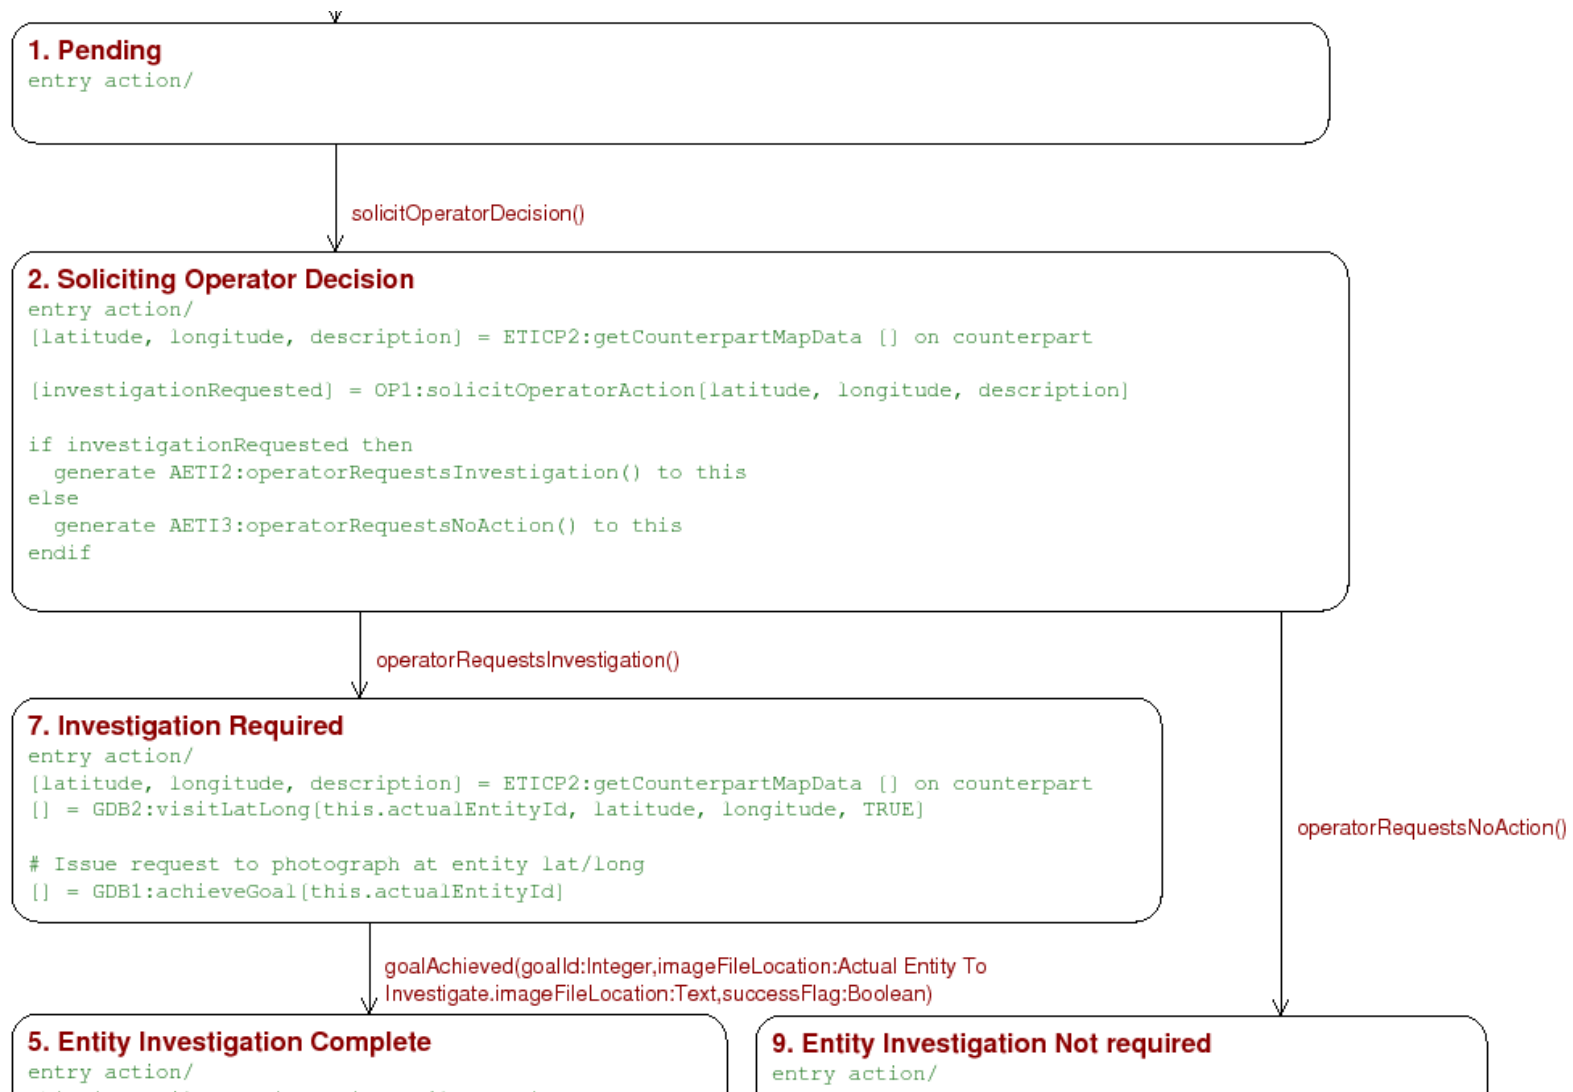 1. Pending
entry action/
solicitOperatorDecision()
2. Soliciting Operator Decision
entry action/
[latitude, longitude, description] = ETICP2:getCounterpartMapData [] on counterpart
[investigationRequested] = OP1:solicitOperatorAction[latitude, longitude, description]
if investigationRequested then
generate AETI2:operatorRequestsInvestigation() to this
else
generate AETI3:operatorRequestsNoAction() to this
endif
operatorRequestsInvestigation()
7. Investigation Required
entry action/
[latitude, longitude, description] = ETICP2:getCounterpartMapData [] on counterpart
[] = GDB2:visitLatLong[this.actualEntityId, latitude, longitude, TRUE]
# Issue request to photograph at entity lat/long
[] = GDB1:achieveGoal[this.actualEntityId]
operatorRequestsNoAction()
goalAchieved(goalId:Integer,imageFileLocation:Actual Entity To
Investigate.imageFileLocation:Text,successFlag:Boolean)
5. Entity Investigation Complete
entry action/
9. Entity Investigation Not required
entry action/